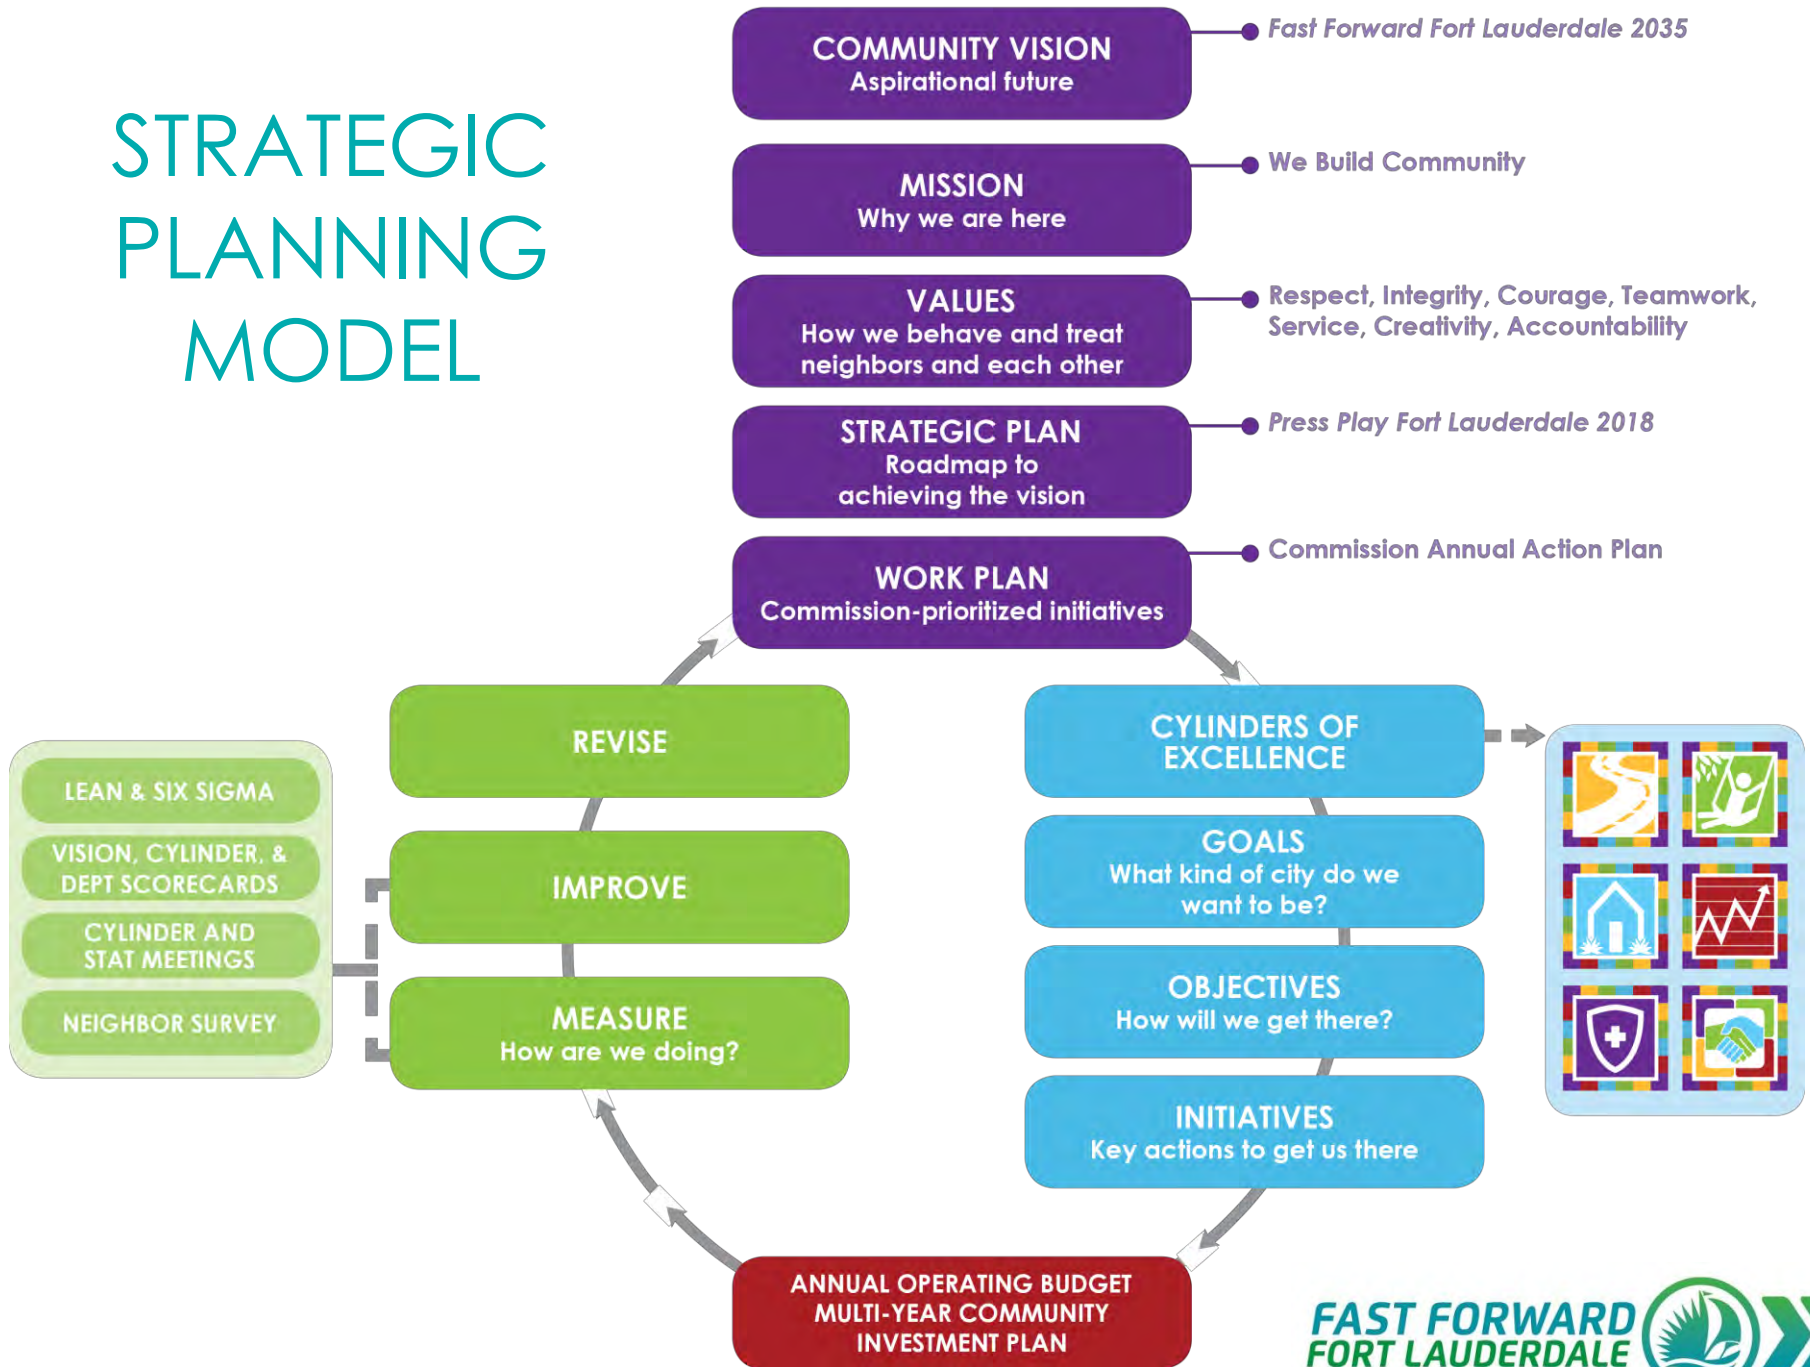 STRATEGIC
PLANNING
MODEL
COMMUNITY VISION
Aspirational future
Fast Forward Fort Lauderdale 2035
MISSION
Why we are here
We Build Community
VALUES
How we behave and treat
neighbors and each other
Respect, Integrity, Courage, Teamwork,
Service, Creativity, Accountability
STRATEGIC PLAN
Roadmap to
achieving the vision
Press Play Fort Lauderdale 2018
WORK PLAN
Commission-prioritized initiatives
Commission Annual Action Plan
CYLINDERS OF
EXCELLENCE
GOALS
What kind of city do we
want to be?
OBJECTIVES
How will we get there?
INITIATIVES
Key actions to get us there
ANNUAL OPERATING BUDGET
MULTI-YEAR COMMUNITY
INVESTMENT PLAN
REVISE
IMPROVE
MEASURE
How are we doing?
LEAN & SIX SIGMA
VISION, CYLINDER, &
DEPT SCORECARDS
CYLINDER AND
STAT MEETINGS
NEIGHBOR SURVEY
FAST FORWARD
FORT LAUDERDALE